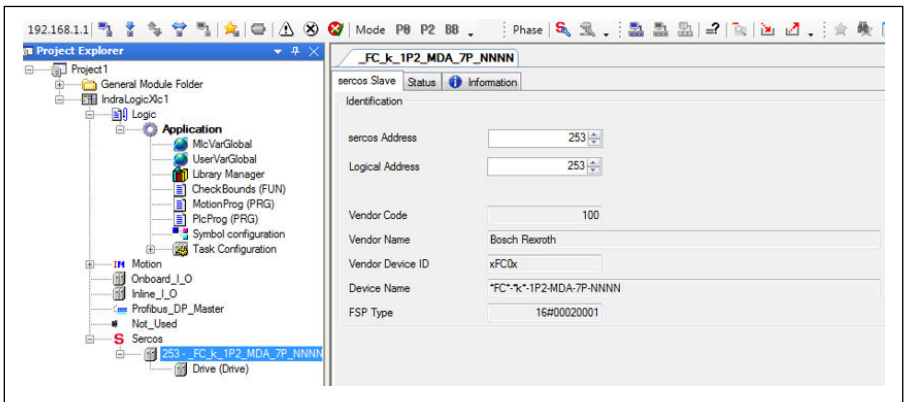 192.168.1.1 Mode P0 P2 BB Phase
Project Explorer
Project1
General Module Folder
IndraLogicXlc1
Logic
Application
MlcVarGlobal
UserVarGlobal
Library Manager
CheckBounds (FUN)
MotionProg (PRG)
PlcProg (PRG)
Symbol configuration
Task Configuration
IM Motion
Onboard_I_O
Inline_I_O
Profibus_DP_Master
Not_Used
S Sercos
253 - _FC_k_1P2_MDA_7P_NNNN
Drive (Drive)
_FC_k_1P2_MDA_7P_NNNN
sercos Slave Status Information
Identification
sercos Address 253
Logical Address 253
Vendor Code 100
Vendor Name Bosch Rexroth
Vendor Device ID xFC0x
Device Name *FC*-*k*-1P2-MDA-7P-NNNN
FSP Type 16#00020001